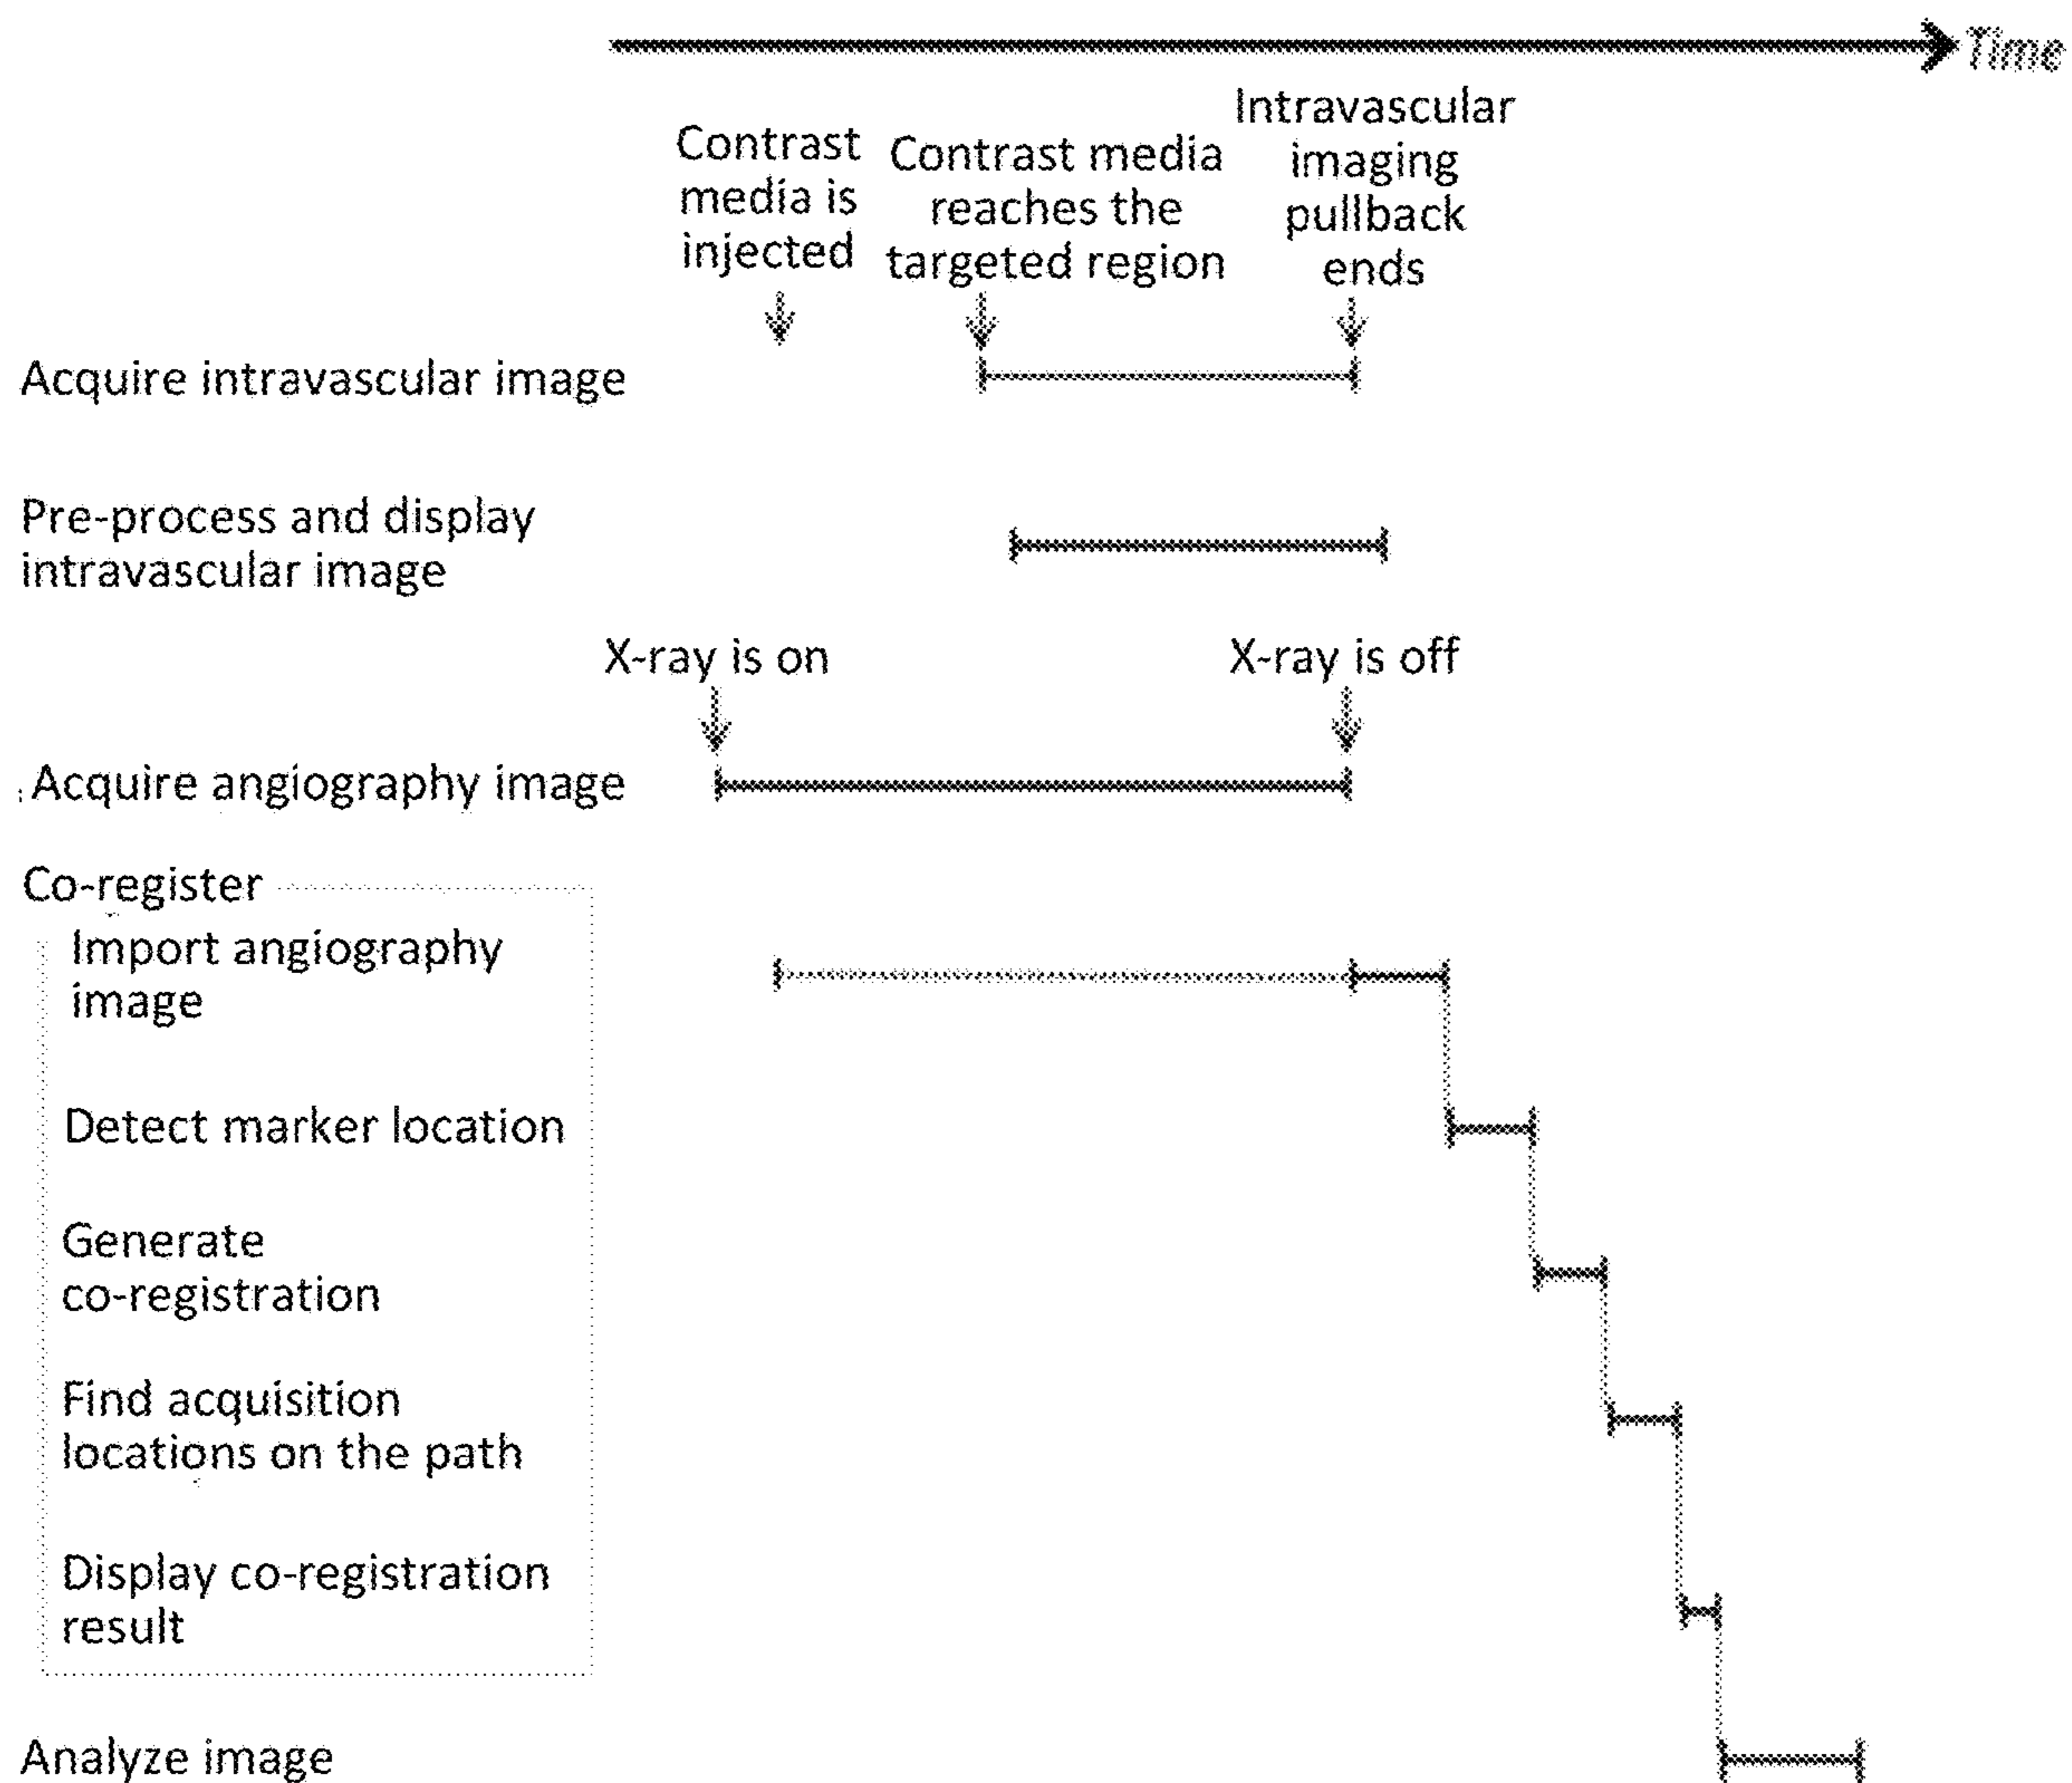 Time
Contrast
media is
injected
Contrast media
reaches the
targeted region
Intravascular
imaging
pullback
ends
Acquire intravascular image
Pre-process and display
intravascular image
X-ray is on
X-ray is off
Acquire angiography image
Co-register
Import angiography
image
Detect marker location
Generate
co-registration
Find acquisition
locations on the path
Display co-registration
result
Analyze image